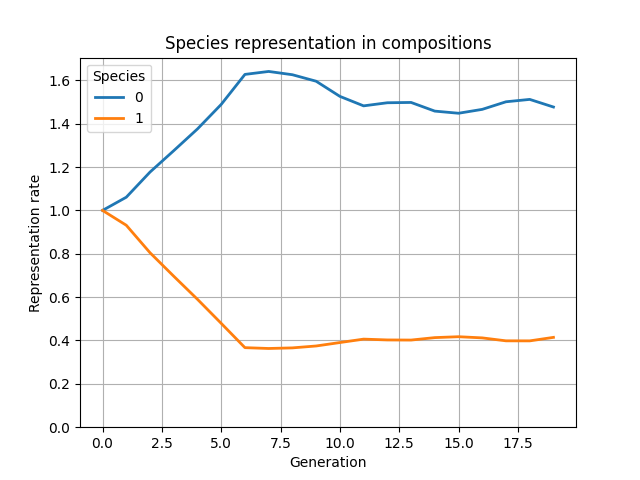 Species representation in compositions
Species
0
1
Representation rate
1.6
1.4
1.2
1.0
0.8
0.6
0.4
0.2
0.0
0.0 2.5 5.0 7.5 10.0 12.5 15.0 17.5
Generation